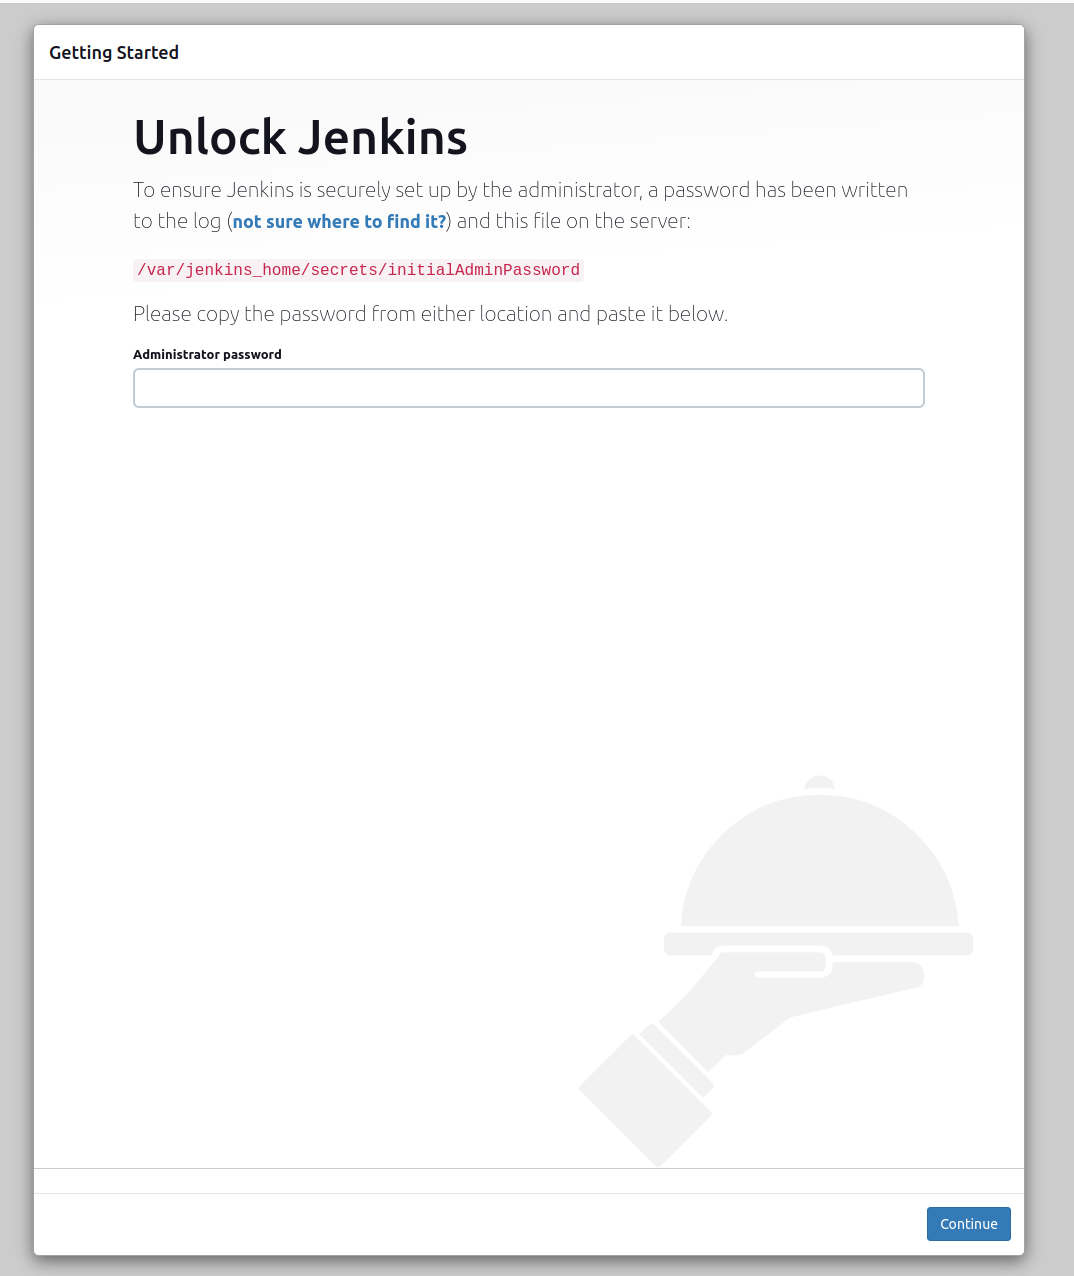 Getting Started
Unlock Jenkins
To ensure Jenkins is securely set up by the administrator, a password has been written
to the log (not sure where to find it?) and this file on the server:
/var/jenkins_home/secrets/initialAdminPassword
Please copy the password from either location and paste it below.
Administrator password
Continue